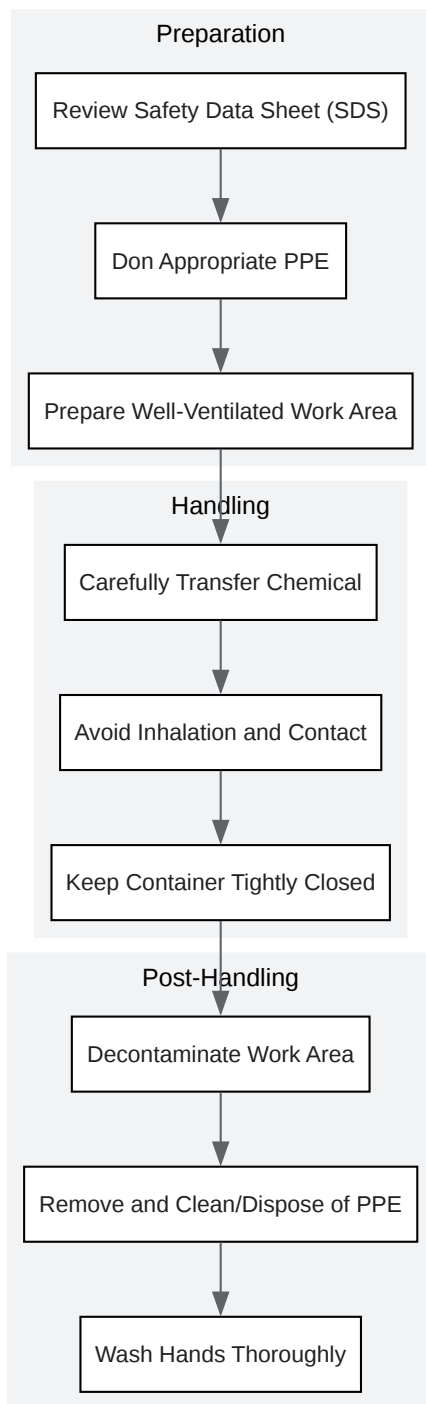 Preparation
Review Safety Data Sheet (SDS)
Don Appropriate PPE
Prepare Well-Ventilated Work Area
Handling
Carefully Transfer Chemical
Avoid Inhalation and Contact
Keep Container Tightly Closed
Post-Handling
Decontaminate Work Area
Remove and Clean/Dispose of PPE
Wash Hands Thoroughly